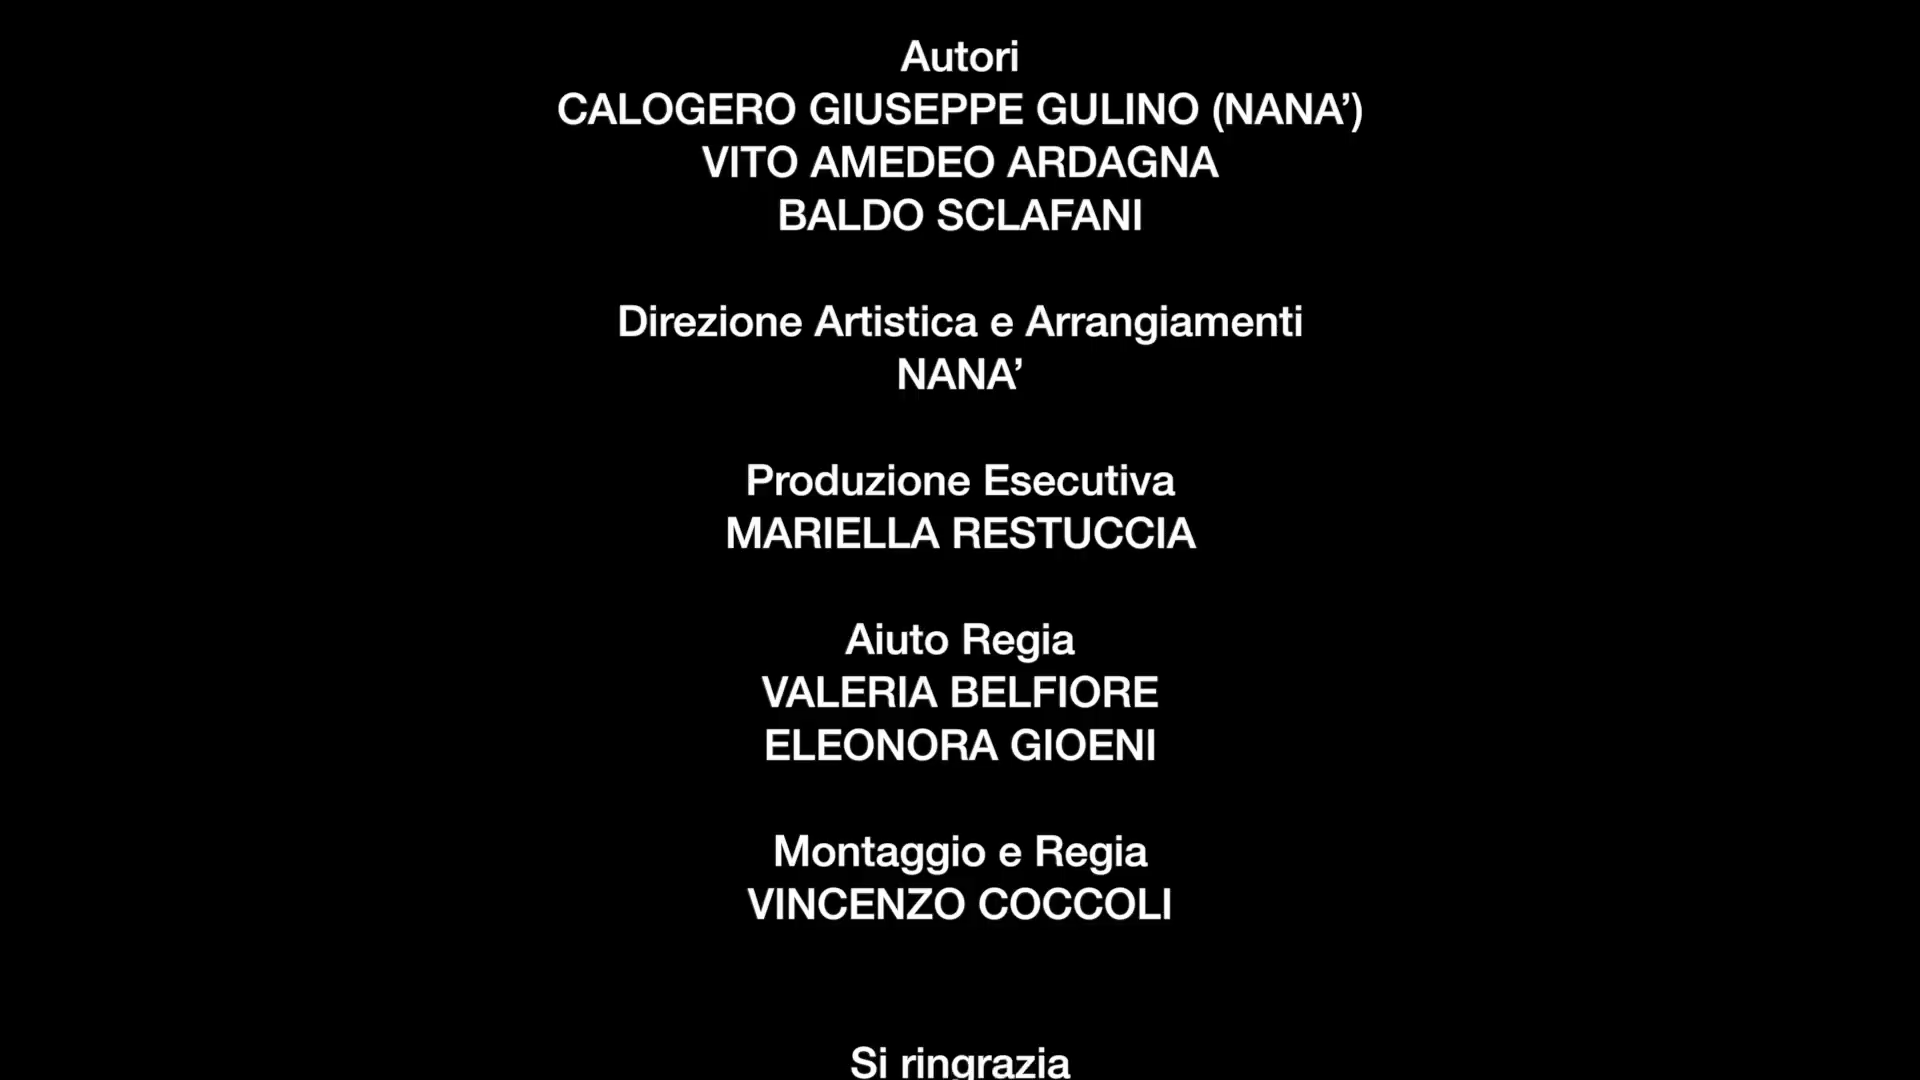 Autori
CALOGERO GIUSEPPE GULINO (NANA’)
VITO AMEDEO ARDAGNA
BALDO SCLAFANI
Direzione Artistica e Arrangiamenti
NANA’
Produzione Esecutiva
MARIELLA RESTUCCIA
Aiuto Regia
VALERIA BELFIORE
ELEONORA GIOENI
Montaggio e Regia
VINCENZO COCCOLI
Si ringrazia